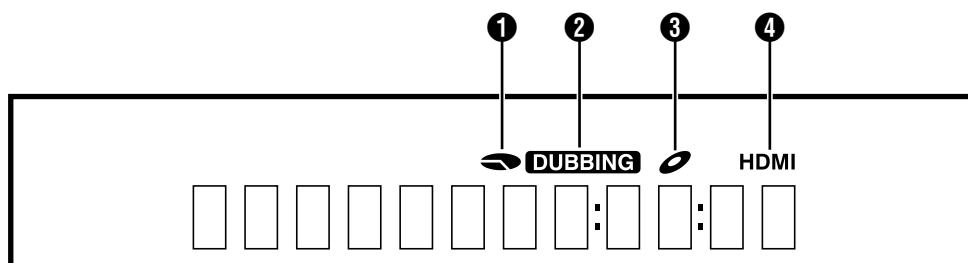 ❶ ❷ ❸ ❹
DUBBING HDMI
: :